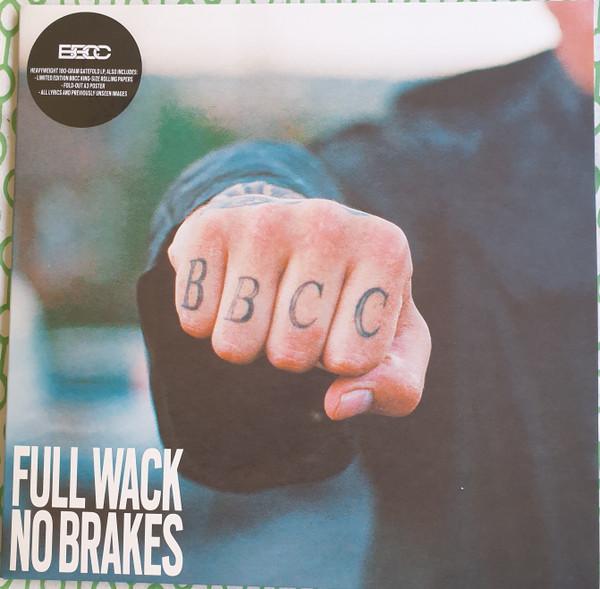 BBCC
HEAVYWEIGHT 180-GRAM GATEFOLD LP, ALSO INCLUDES:
-LIMITED EDITION BBCC KING-SIZE ROLLING PAPERS
-FOLD-OUT A3 POSTER
-ALL LYRICS AND PREVIOUSLY UNSEEN IMAGES
B B C C
FULL WACK
NO BRAKES